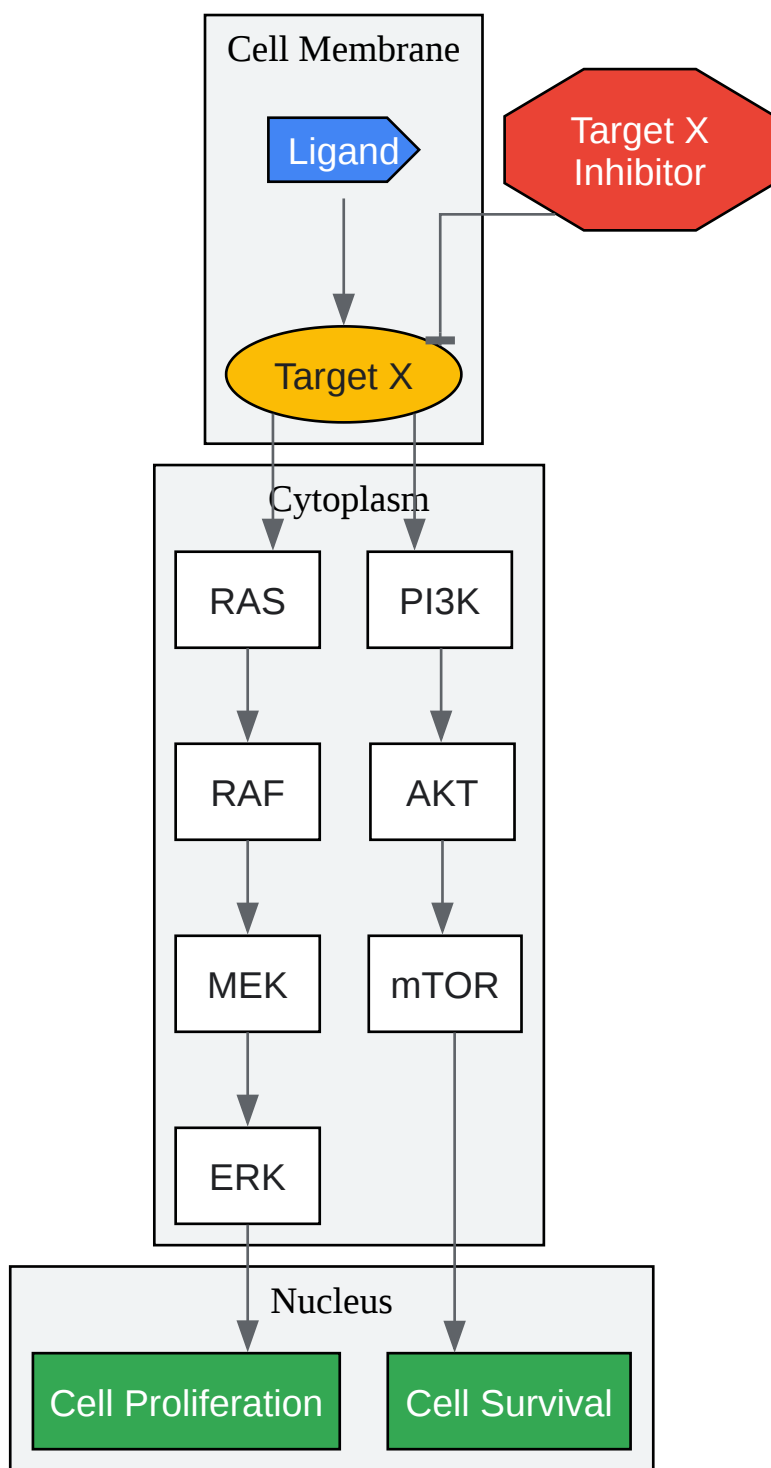 Cell Membrane
Ligand
Target X
Inhibitor
Target X
Cytoplasm
RAS
PI3K
RAF
AKT
MEK
mTOR
ERK
Nucleus
Cell Proliferation
Cell Survival